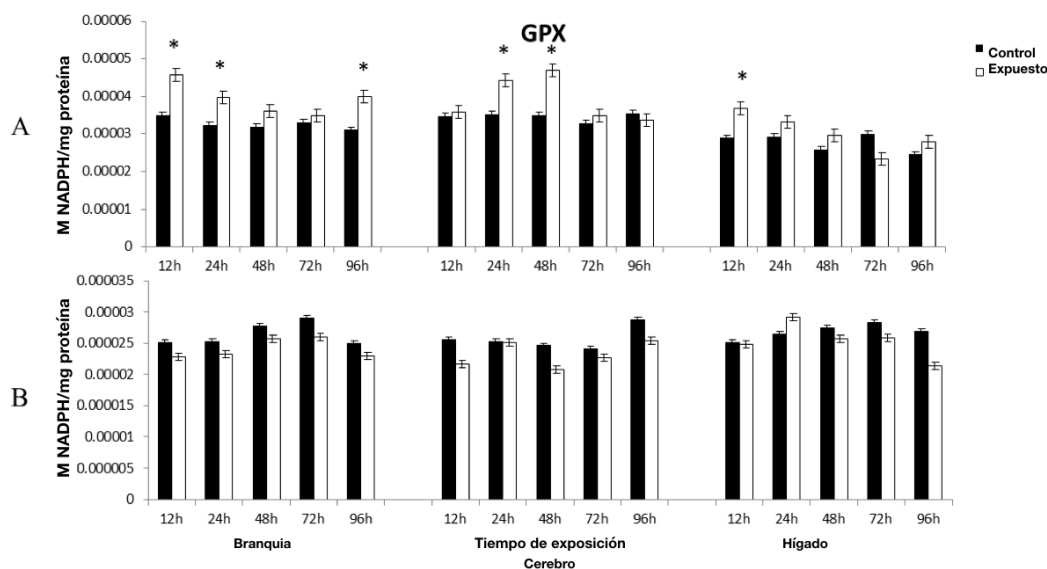 GPX
Control
Expuesto
A
M NADPH/mg proteína
0.00006
0.00005
0.00004
0.00003
0.00002
0.00001
0
* * * * * *
12h 24h 48h 72h 96h 12h 24h 48h 72h 96h 12h 24h 48h 72h 96h
B
M NADPH/mg proteína
0.000035
0.00003
0.000025
0.00002
0.000015
0.00001
0.000005
0
12h 24h 48h 72h 96h 12h 24h 48h 72h 96h 12h 24h 48h 72h 96h
Branquia Tiempo de exposición Hígado
Cerebro